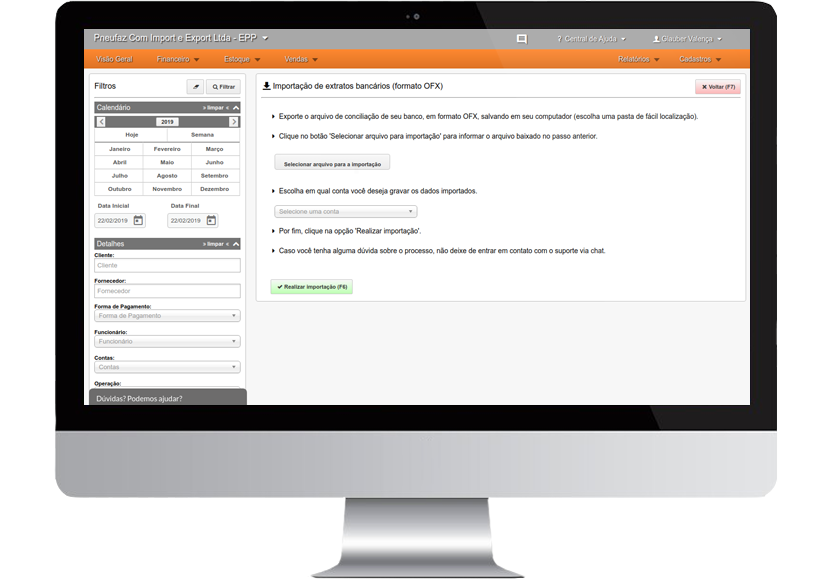 Pneufaz Com Import e Export Ltda - EPP
? Central de Ajuda
Glauber Valença
Visão Geral
Financeiro
Estoque
Vendas
Relatórios
Cadastros
Filtros
Filtrar
Calendário
» limpar «
2019
Hoje
Semana
Janeiro Fevereiro Março
Abril Maio Junho
Julho Agosto Setembro
Outubro Novembro Dezembro
Data Inicial Data Final
22/02/2019 22/02/2019
Detalhes
» limpar «
Cliente:
Cliente
Fornecedor:
Fornecedor
Forma de Pagamento:
Forma de Pagamento
Funcionário:
Funcionário
Contas:
Contas
Operação:
Dúvidas? Podemos ajudar?
Importação de extratos bancários (formato OFX)
Voltar (F7)
Exporte o arquivo de conciliação de seu banco, em formato OFX, salvando em seu computador (escolha uma pasta de fácil localização).
Clique no botão 'Selecionar arquivo para importação' para informar o arquivo baixado no passo anterior.
Selecionar arquivo para a importação
Escolha em qual conta você deseja gravar os dados importados.
Selecione uma conta
Por fim, clique na opção 'Realizar importação'.
Caso você tenha alguma dúvida sobre o processo, não deixe de entrar em contato com o suporte via chat.
Realizar importação (F6)